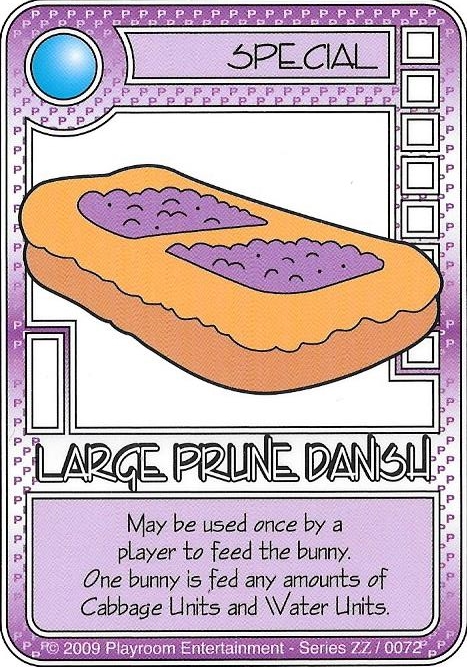 SPECIAL
LARGE PRUNE DANISH
May be used once by a
player to feed the bunny.
One bunny is fed any amounts of
Cabbage Units and Water Units.
© 2009 Playroom Entertainment - Series ZZ / 0072